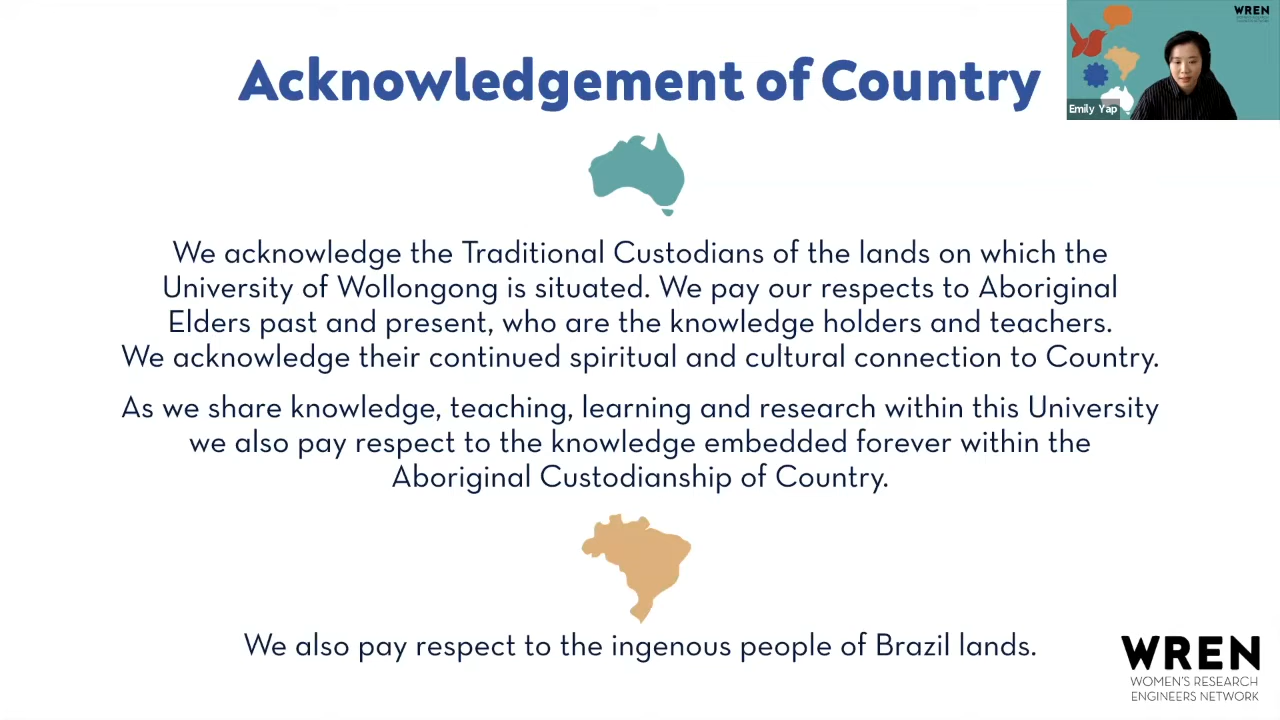 WREN
Acknowledgement of Country
Emily Yap
We acknowledge the Traditional Custodians of the lands on which the
University of Wollongong is situated. We pay our respects to Aboriginal
Elders past and present, who are the knowledge holders and teachers.
We acknowledge their continued spiritual and cultural connection to Country.
As we share knowledge, teaching, learning and research within this University
we also pay respect to the knowledge embedded forever within the
Aboriginal Custodianship of Country.
We also pay respect to the ingenous people of Brazil lands.
WREN
WOMEN'S RESEARCH
ENGINEERS NETWORK